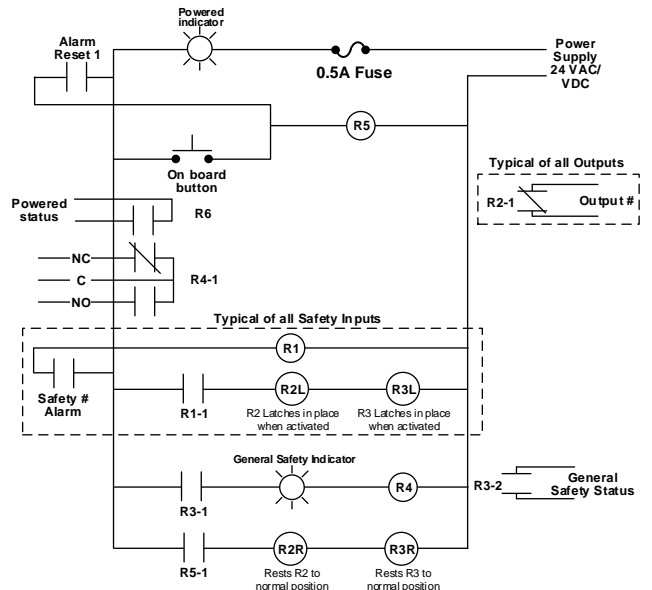 Powered
indicator
Alarm
Reset 1
0.5A Fuse
Power
Supply
24 VAC/
VDC
R5
On board
button
Typical of all Outputs
R2-1
Output #
Powered
status
R6
NC
C
NO
R4-1
Typical of all Safety Inputs
R1
Safety #
Alarm
R1-1
R2L
R3L
R2 Latches in place
when activated
R3 Latches in place
when activated
General Safety Indicator
R3-1
R4
R3-2
General
Safety Status
R5-1
R2R
R3R
Rests R2 to
normal position
Rests R3 to
normal position